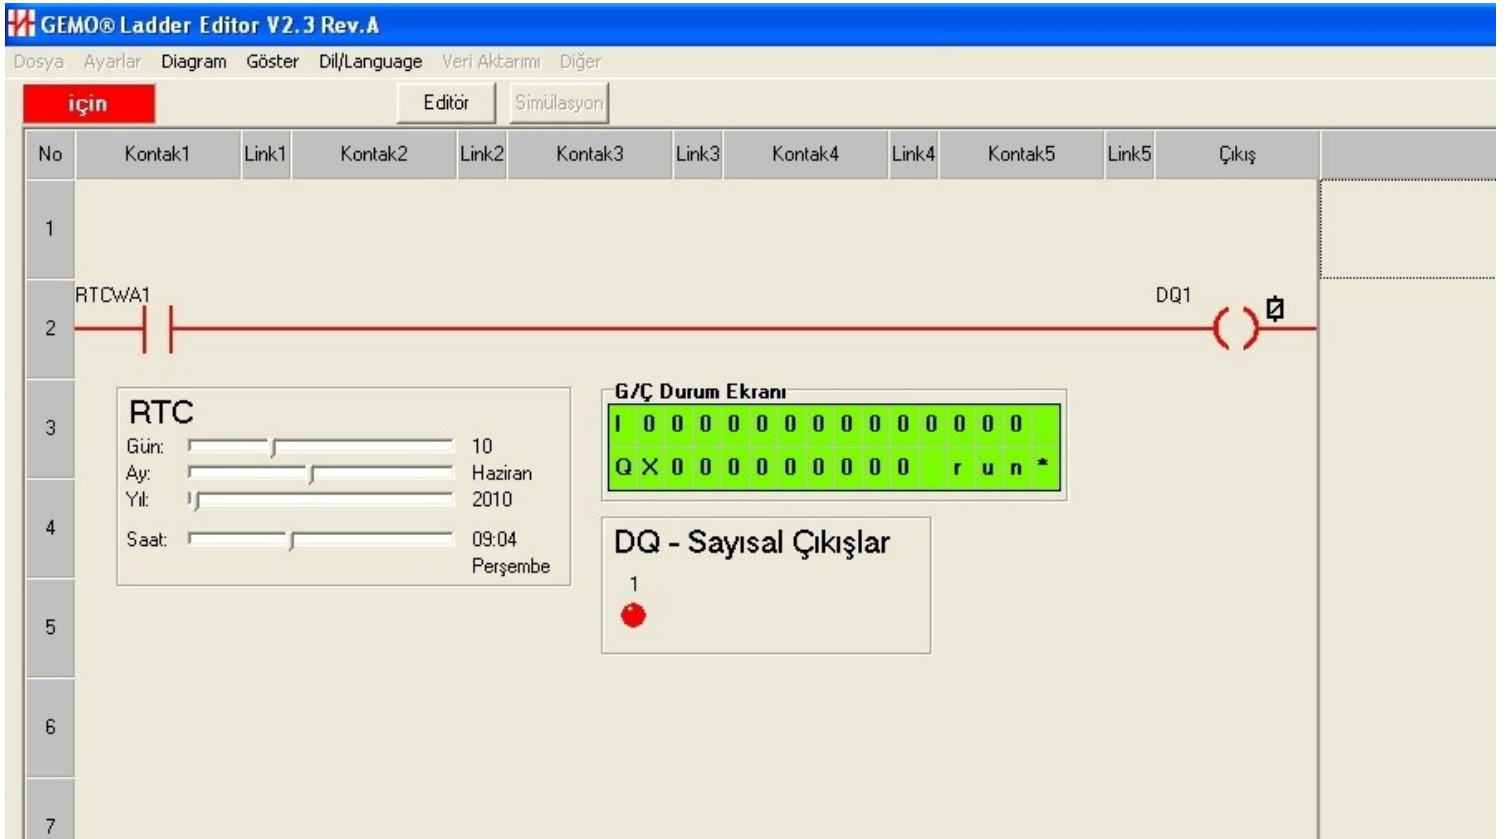 GEMO® Ladder Editor V2.3 Rev.A
Dosya Ayarlar Diagram Göster Dil/Language Veri Aktarımı Diğer
için Editör Simülasyon
No Kontak1 Link1 Kontak2 Link2 Kontak3 Link3 Kontak4 Link4 Kontak5 Link5 Çıkış
1
RTCWA1 DQ1
2
3
RTC
Gün: 10
Ay: Haziran
Yıl: 2010
Saat: 09:04
Perşembe
G/Ç Durum Ekranı
I 0 0 0 0 0 0 0 0 0 0 0 0 0 0
Q X 0 0 0 0 0 0 0 0 0 r u n *
4
DQ - Sayısal Çıkışlar
1
5
6
7